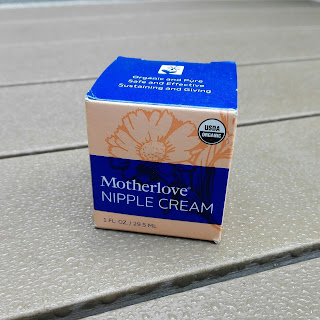 Organic and Pure
Safe and Effective
Sustaining and Giving
USDA
ORGANIC
Motherlove®
NIPPLE CREAM
1 FL. OZ. / 29.5 ML